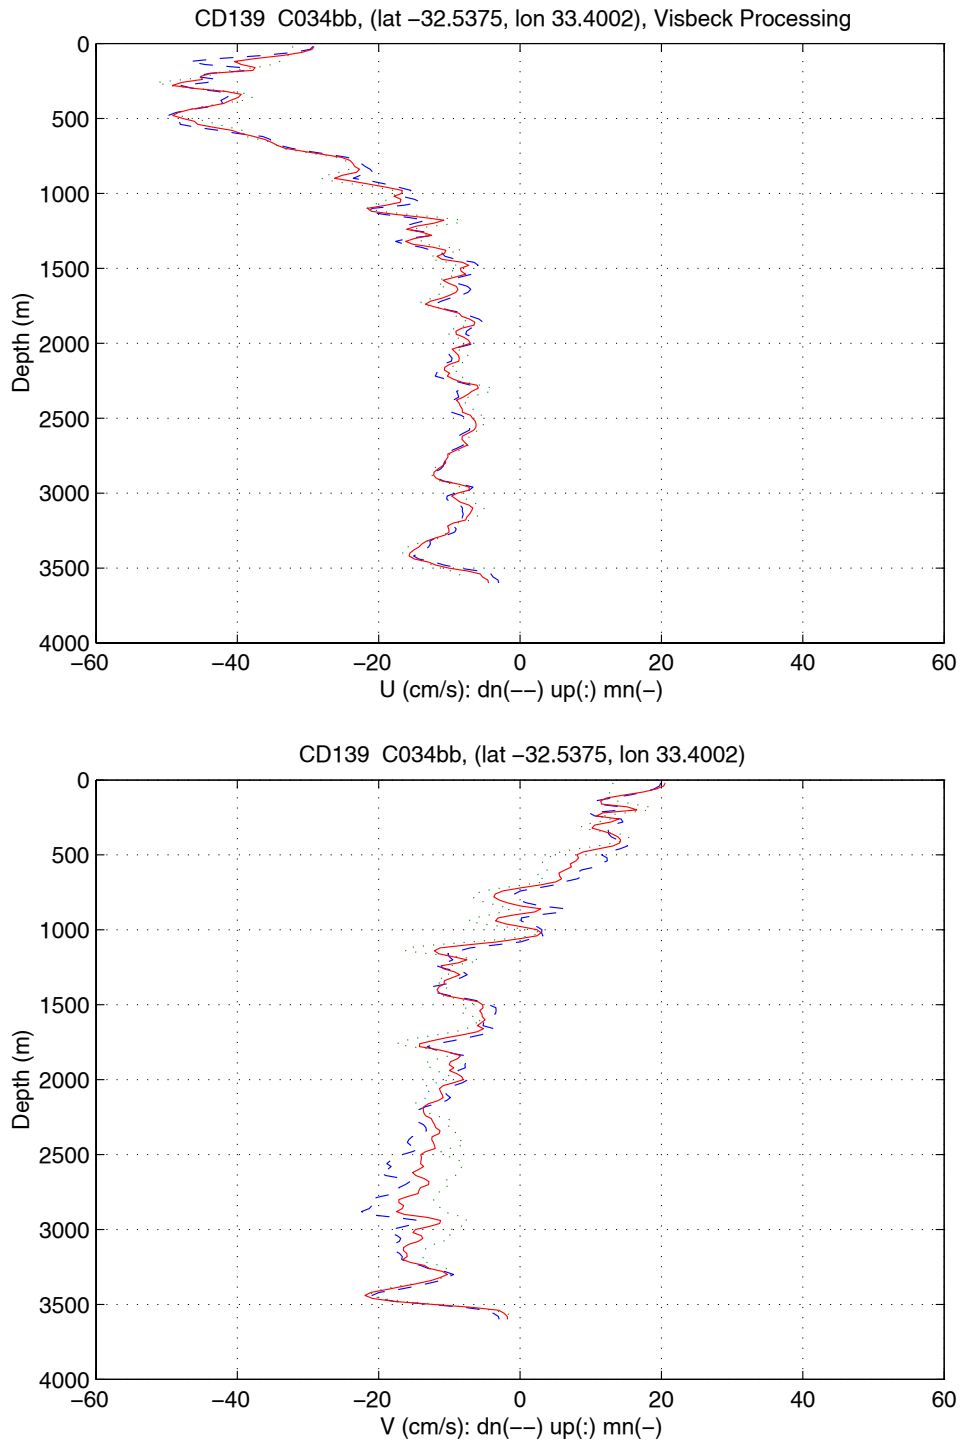 CD139  C034bb, (lat −32.5375, lon 33.4002), Visbeck Processing
0
500
1000
1500
2000
2500
3000
3500
4000
Depth (m)
−60 −40 −20 0 20 40 60
U (cm/s): dn(−−) up(:) mn(−)
CD139  C034bb, (lat −32.5375, lon 33.4002)
0
500
1000
1500
2000
2500
3000
3500
4000
Depth (m)
−60 −40 −20 0 20 40 60
V (cm/s): dn(−−) up(:) mn(−)